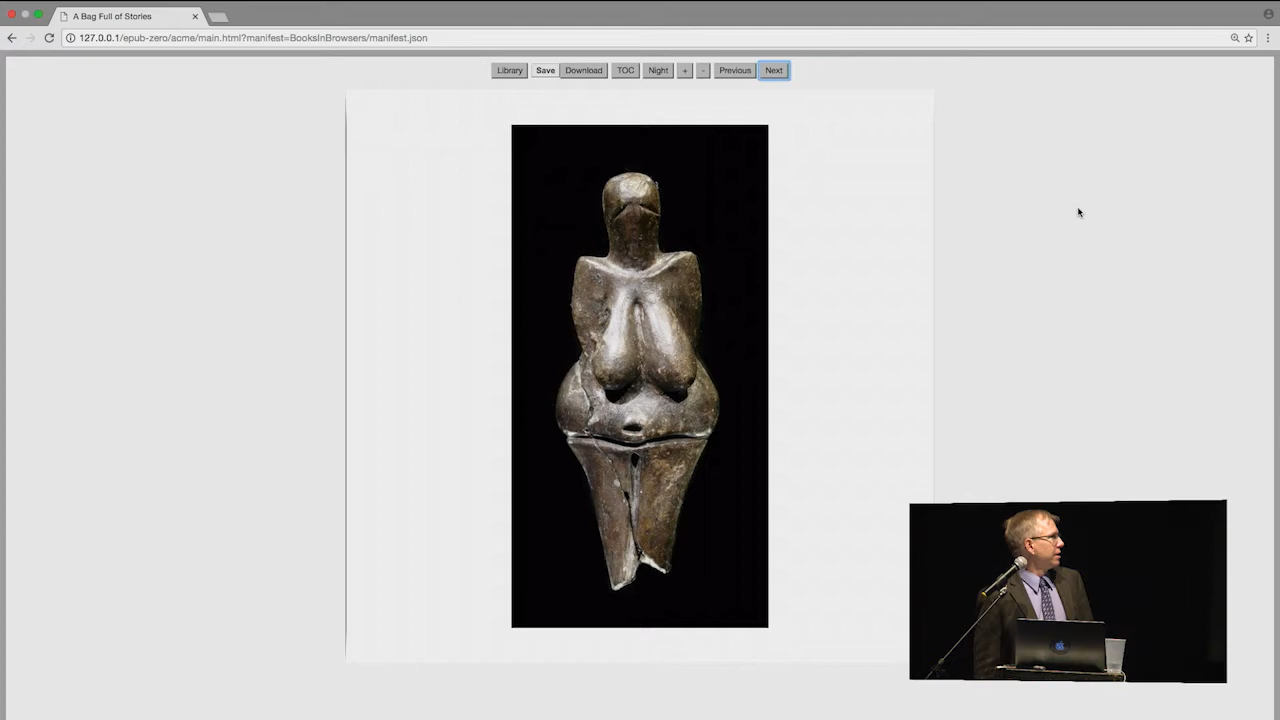 A Bag Full of Stories
127.0.0.1/epub-zero/acme/main.html?manifest=BooksInBrowsers/manifest.json
Library Save Download TOC Night + - Previous Next